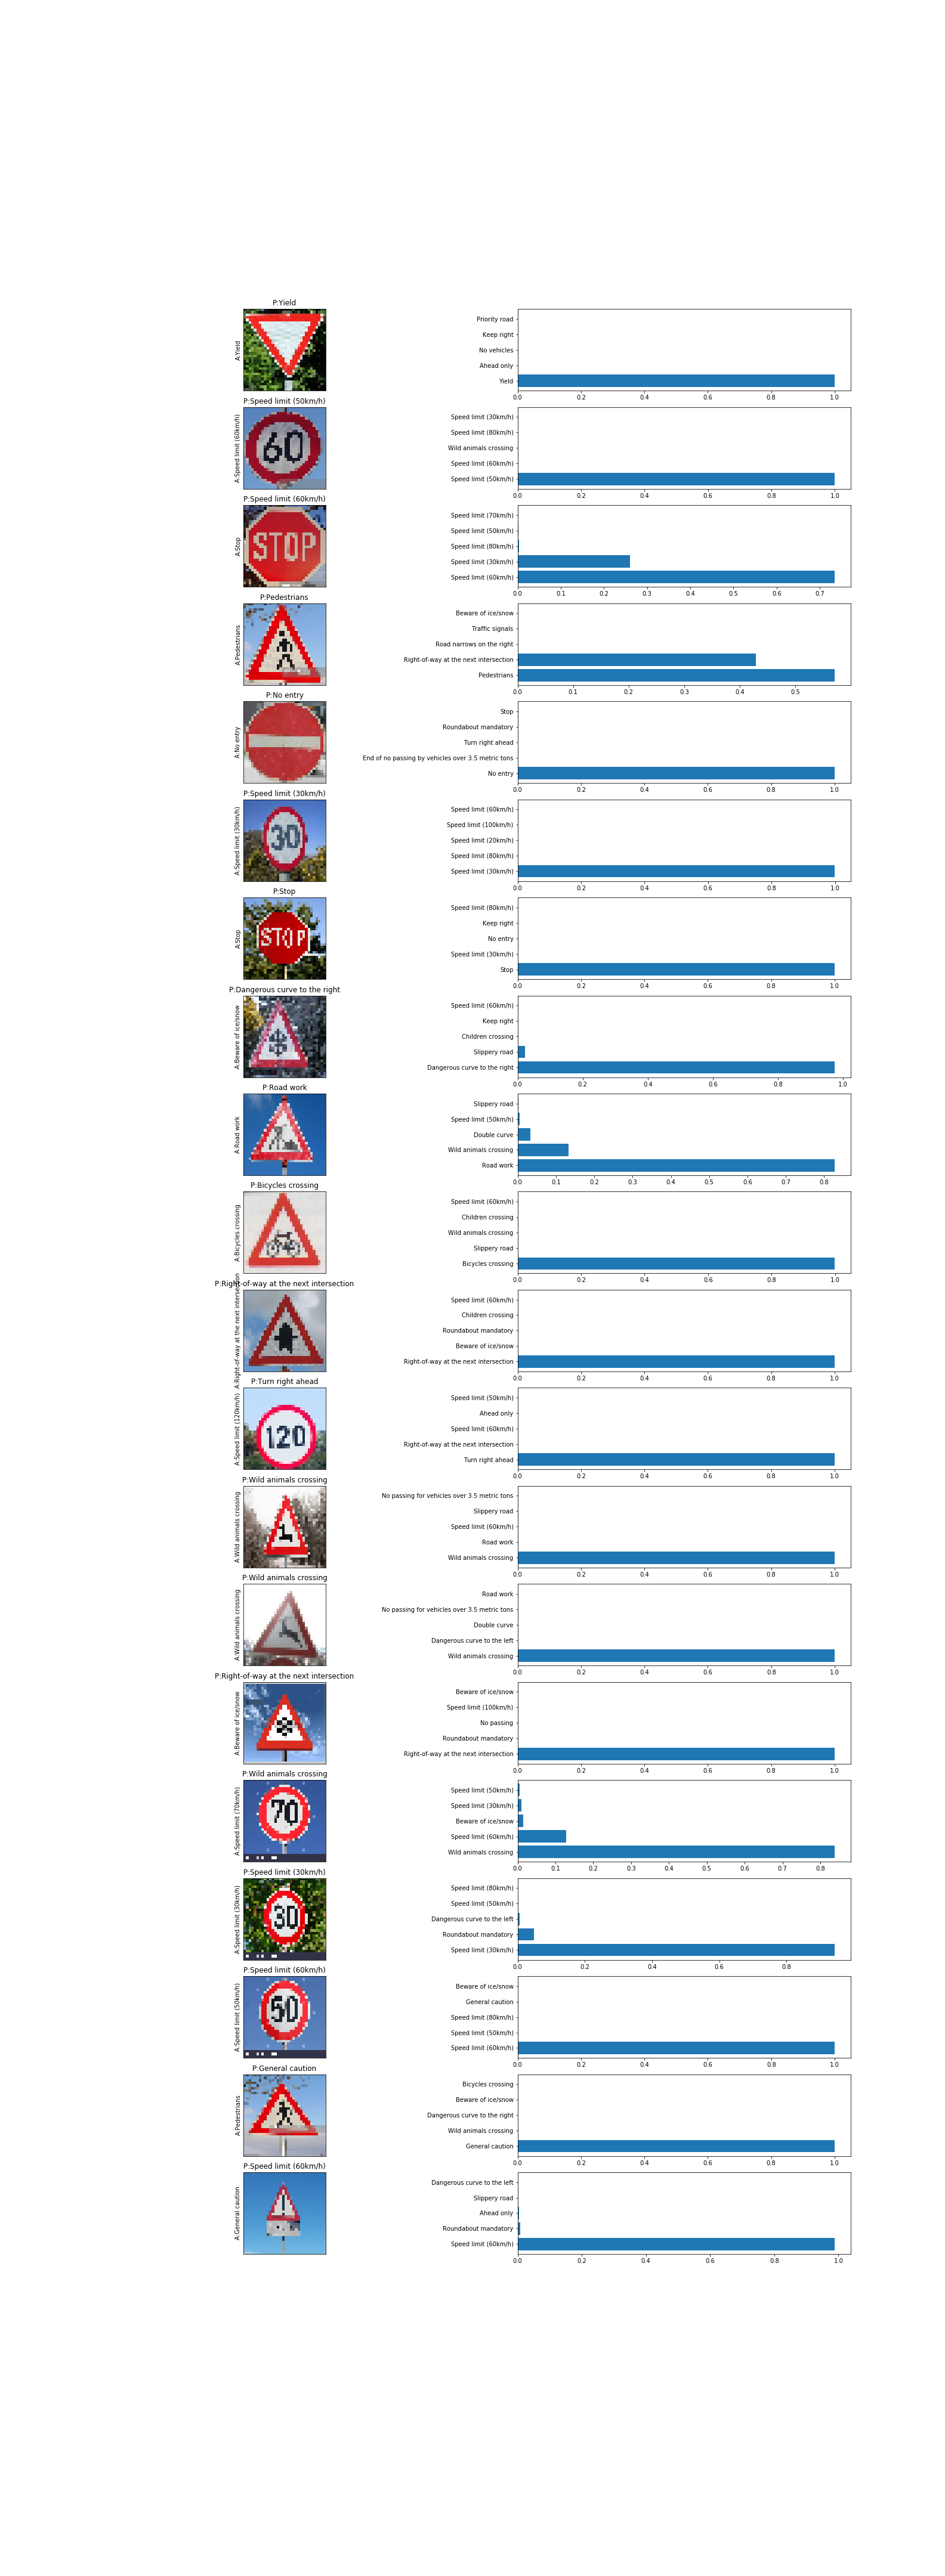 P:Yield
A:Yield
Priority road
Keep right
No vehicles
Ahead only
Yield
0.0 0.2 0.4 0.6 0.8 1.0
P:Speed limit (50km/h)
A:Speed limit (60km/h)
60
Speed limit (30km/h)
Speed limit (80km/h)
Wild animals crossing
Speed limit (60km/h)
Speed limit (50km/h)
0.0 0.2 0.4 0.6 0.8 1.0
P:Speed limit (60km/h)
A:Stop
STOP
Speed limit (70km/h)
Speed limit (50km/h)
Speed limit (80km/h)
Speed limit (30km/h)
Speed limit (60km/h)
0.0 0.1 0.2 0.3 0.4 0.5 0.6 0.7
P:Pedestrians
A:Pedestrians
Beware of ice/snow
Traffic signals
Road narrows on the right
Right-of-way at the next intersection
Pedestrians
0.0 0.1 0.2 0.3 0.4 0.5
P:No entry
A:No entry
Stop
Roundabout mandatory
Turn right ahead
End of no passing by vehicles over 3.5 metric tons
No entry
0.0 0.2 0.4 0.6 0.8 1.0
P:Speed limit (30km/h)
A:Speed limit (30km/h)
30
Speed limit (60km/h)
Speed limit (100km/h)
Speed limit (20km/h)
Speed limit (80km/h)
Speed limit (30km/h)
0.0 0.2 0.4 0.6 0.8 1.0
P:Stop
A:Stop
STOP
Speed limit (80km/h)
Keep right
No entry
Speed limit (30km/h)
Stop
0.0 0.2 0.4 0.6 0.8 1.0
P:Dangerous curve to the right
A:Beware of ice/snow
Speed limit (60km/h)
Keep right
Children crossing
Slippery road
Dangerous curve to the right
0.0 0.2 0.4 0.6 0.8 1.0
P:Road work
A:Road work
Slippery road
Speed limit (50km/h)
Double curve
Wild animals crossing
Road work
0.0 0.1 0.2 0.3 0.4 0.5 0.6 0.7 0.8
P:Bicycles crossing
A:Bicycles crossing
Speed limit (60km/h)
Children crossing
Wild animals crossing
Slippery road
Bicycles crossing
0.0 0.2 0.4 0.6 0.8 1.0
P:Right-of-way at the next intersection
A:Right-of-way at the next intersection
Speed limit (60km/h)
Children crossing
Roundabout mandatory
Beware of ice/snow
Right-of-way at the next intersection
0.0 0.2 0.4 0.6 0.8 1.0
P:Turn right ahead
A:Speed limit (120km/h)
120
Speed limit (50km/h)
Ahead only
Speed limit (60km/h)
Right-of-way at the next intersection
Turn right ahead
0.0 0.2 0.4 0.6 0.8 1.0
P:Wild animals crossing
A:Wild animals crossing
No passing for vehicles over 3.5 metric tons
Slippery road
Speed limit (60km/h)
Road work
Wild animals crossing
0.0 0.2 0.4 0.6 0.8 1.0
P:Wild animals crossing
A:Wild animals crossing
Road work
No passing for vehicles over 3.5 metric tons
Double curve
Dangerous curve to the left
Wild animals crossing
0.0 0.2 0.4 0.6 0.8 1.0
P:Right-of-way at the next intersection
A:Beware of ice/snow
Beware of ice/snow
Speed limit (100km/h)
No passing
Roundabout mandatory
Right-of-way at the next intersection
0.0 0.2 0.4 0.6 0.8 1.0
P:Wild animals crossing
A:Speed limit (70km/h)
70
Speed limit (50km/h)
Speed limit (30km/h)
Beware of ice/snow
Speed limit (60km/h)
Wild animals crossing
0.0 0.1 0.2 0.3 0.4 0.5 0.6 0.7 0.8
P:Speed limit (30km/h)
A:Speed limit (30km/h)
30
Speed limit (80km/h)
Speed limit (50km/h)
Dangerous curve to the left
Roundabout mandatory
Speed limit (30km/h)
0.0 0.2 0.4 0.6 0.8
P:Speed limit (60km/h)
A:Speed limit (50km/h)
50
Beware of ice/snow
General caution
Speed limit (80km/h)
Speed limit (50km/h)
Speed limit (60km/h)
0.0 0.2 0.4 0.6 0.8 1.0
P:General caution
A:Pedestrians
Bicycles crossing
Beware of ice/snow
Dangerous curve to the right
Wild animals crossing
General caution
0.0 0.2 0.4 0.6 0.8 1.0
P:Speed limit (60km/h)
A:General caution
Dangerous curve to the left
Slippery road
Ahead only
Roundabout mandatory
Speed limit (60km/h)
0.0 0.2 0.4 0.6 0.8 1.0